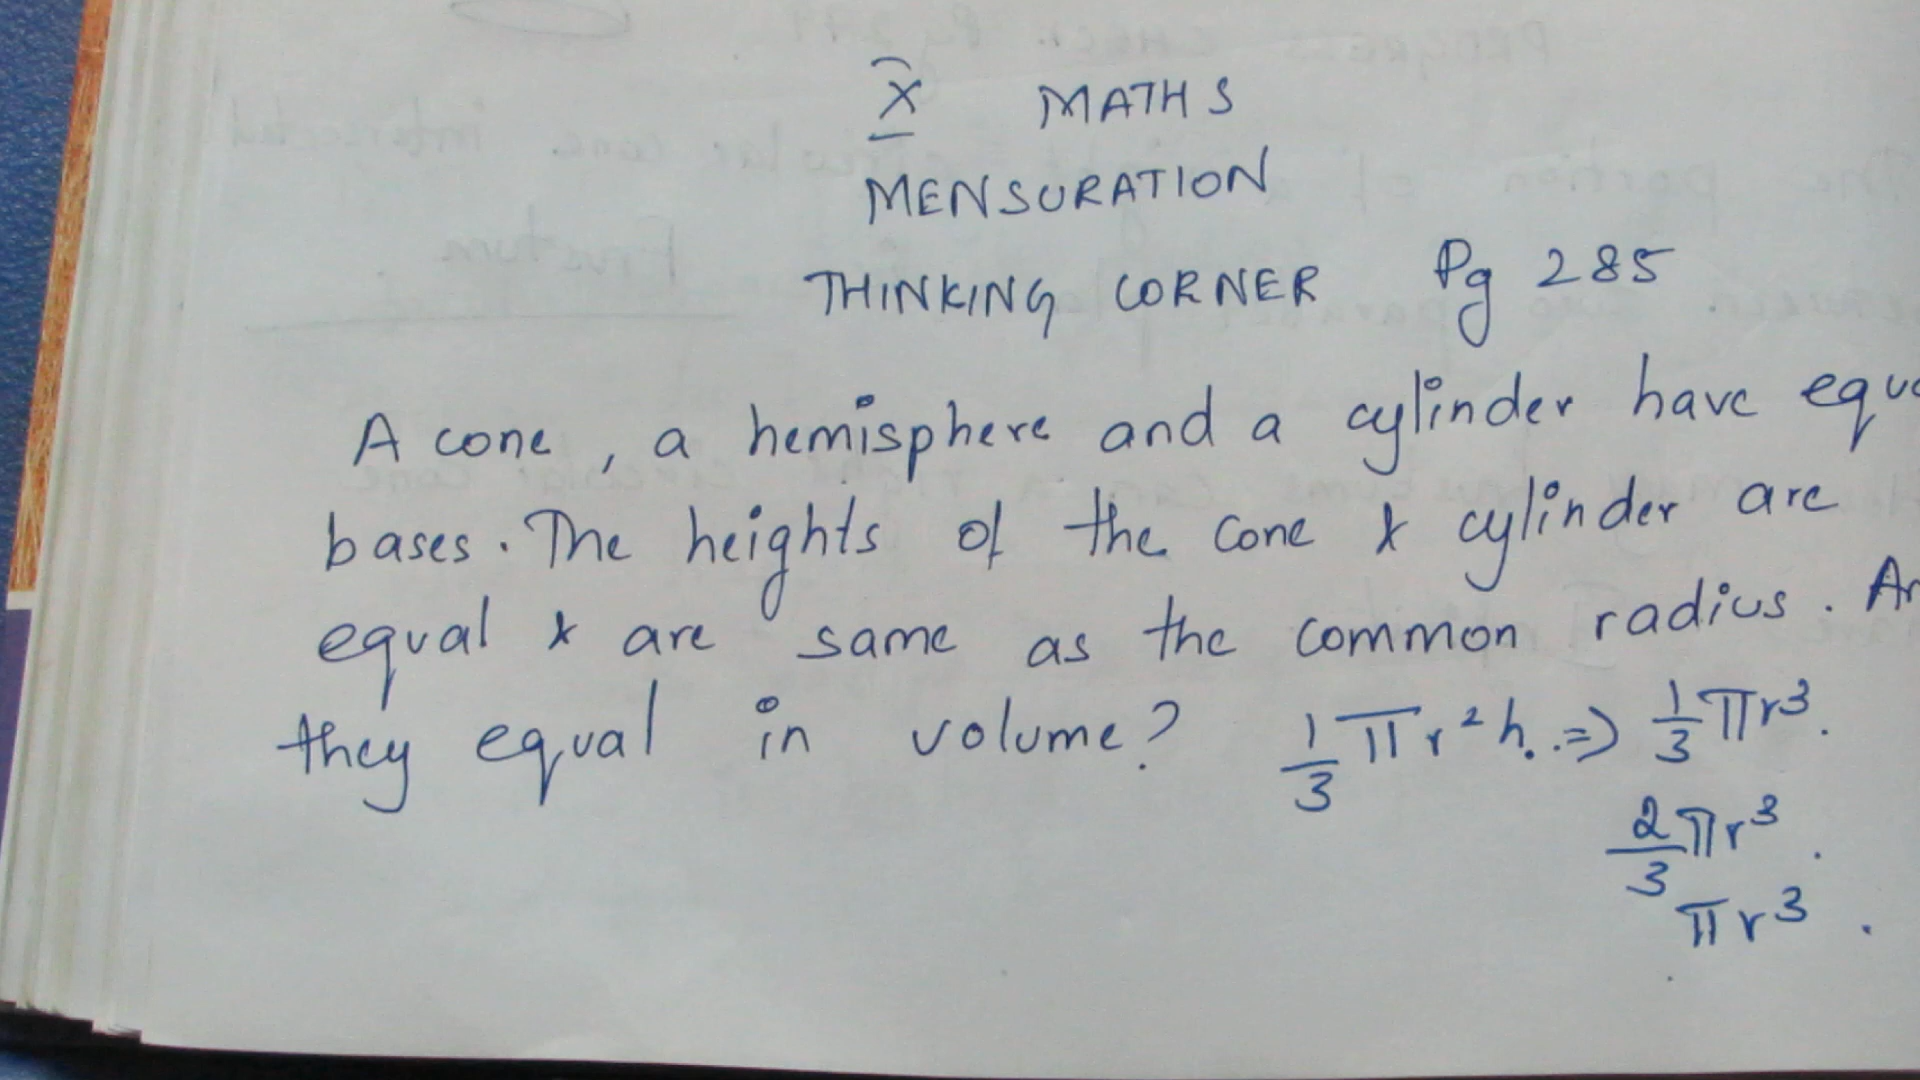 X MATHS
MENSURATION
THINKING CORNER Pg 285
A cone, a hemisphere and a cylinder have
bases. The heights of the cone & cylinder are
equal & are same as the common radius.
they equal in volume? 1/3 πr²h. .=> 1/3 πr³.
2/3 πr³.
πr³.